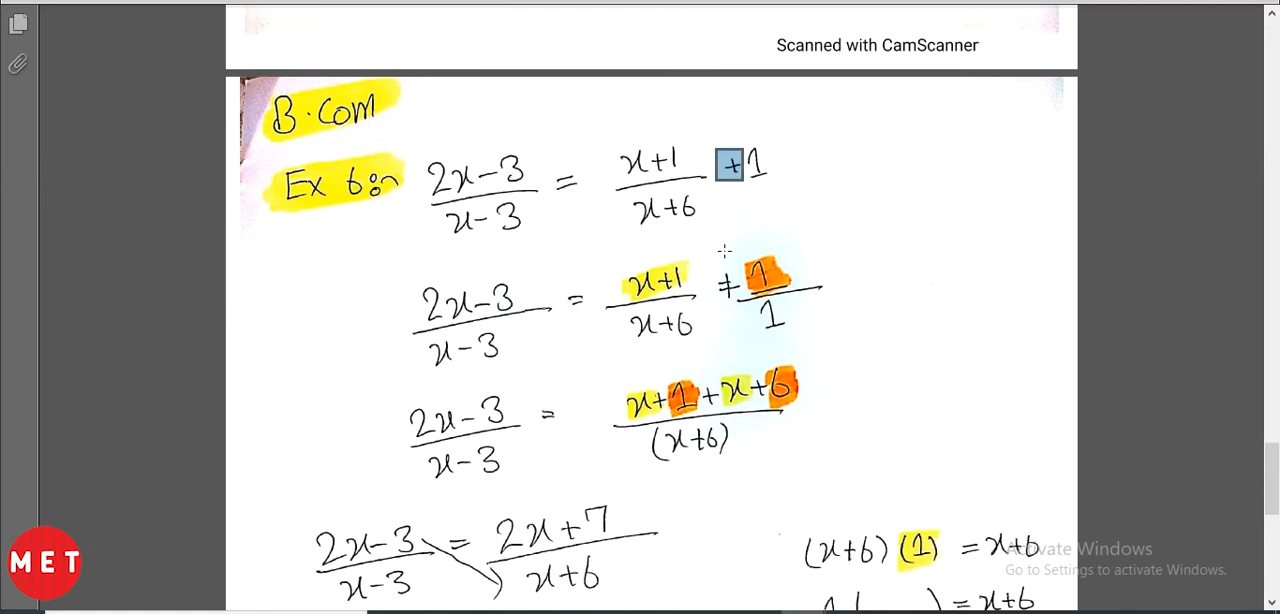 Scanned with CamScanner
B.Com
Ex 6:- (2x-3)/(x-3) = (x+1)/(x+6) +1
(2x-3)/(x-3) = (x+1)/(x+6) + 1/1
(2x-3)/(x-3) = (x+1+x+6)/(x+6)
(2x-3)/(x-3) = (2x+7)/(x+6)
(x+6) (1) = x+6
) = x+6
MET
Activate Windows
Go to Settings to activate Windows.